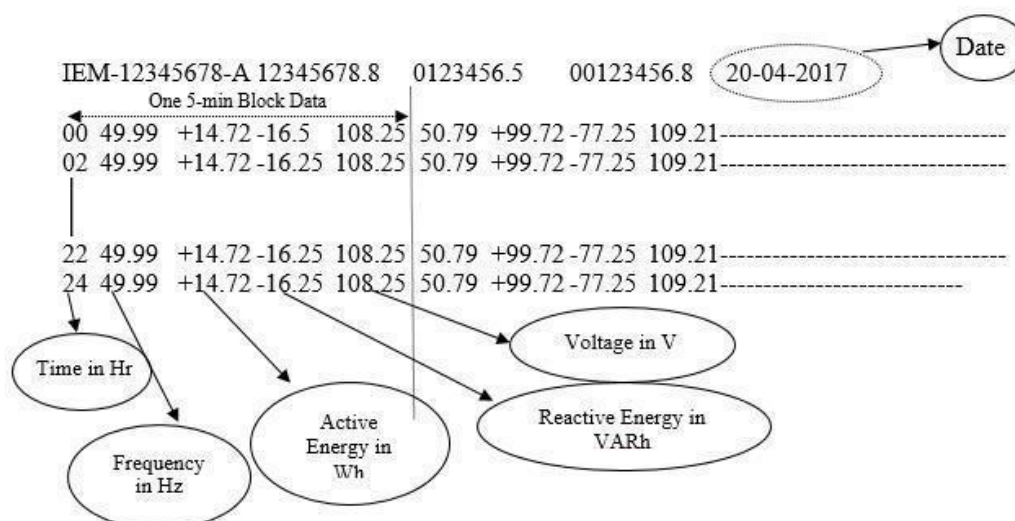 Date
IEM-12345678-A 12345678.8 0123456.5 00123456.8 20-04-2017
One 5-min Block Data
00 49.99 +14.72 -16.5 108.25 50.79 +99.72 -77.25 109.21------------------------------
02 49.99 +14.72 -16.25 108.25 50.79 +99.72 -77.25 109.21------------------------------
22 49.99 +14.72 -16.25 108.25 50.79 +99.72 -77.25 109.21------------------------------
24 49.99 +14.72 -16.25 108.25 50.79 +99.72 -77.25 109.21-------------------------
Voltage in V
Time in Hr
Reactive Energy in
VARh
Active
Energy in
Wh
Frequency
in Hz